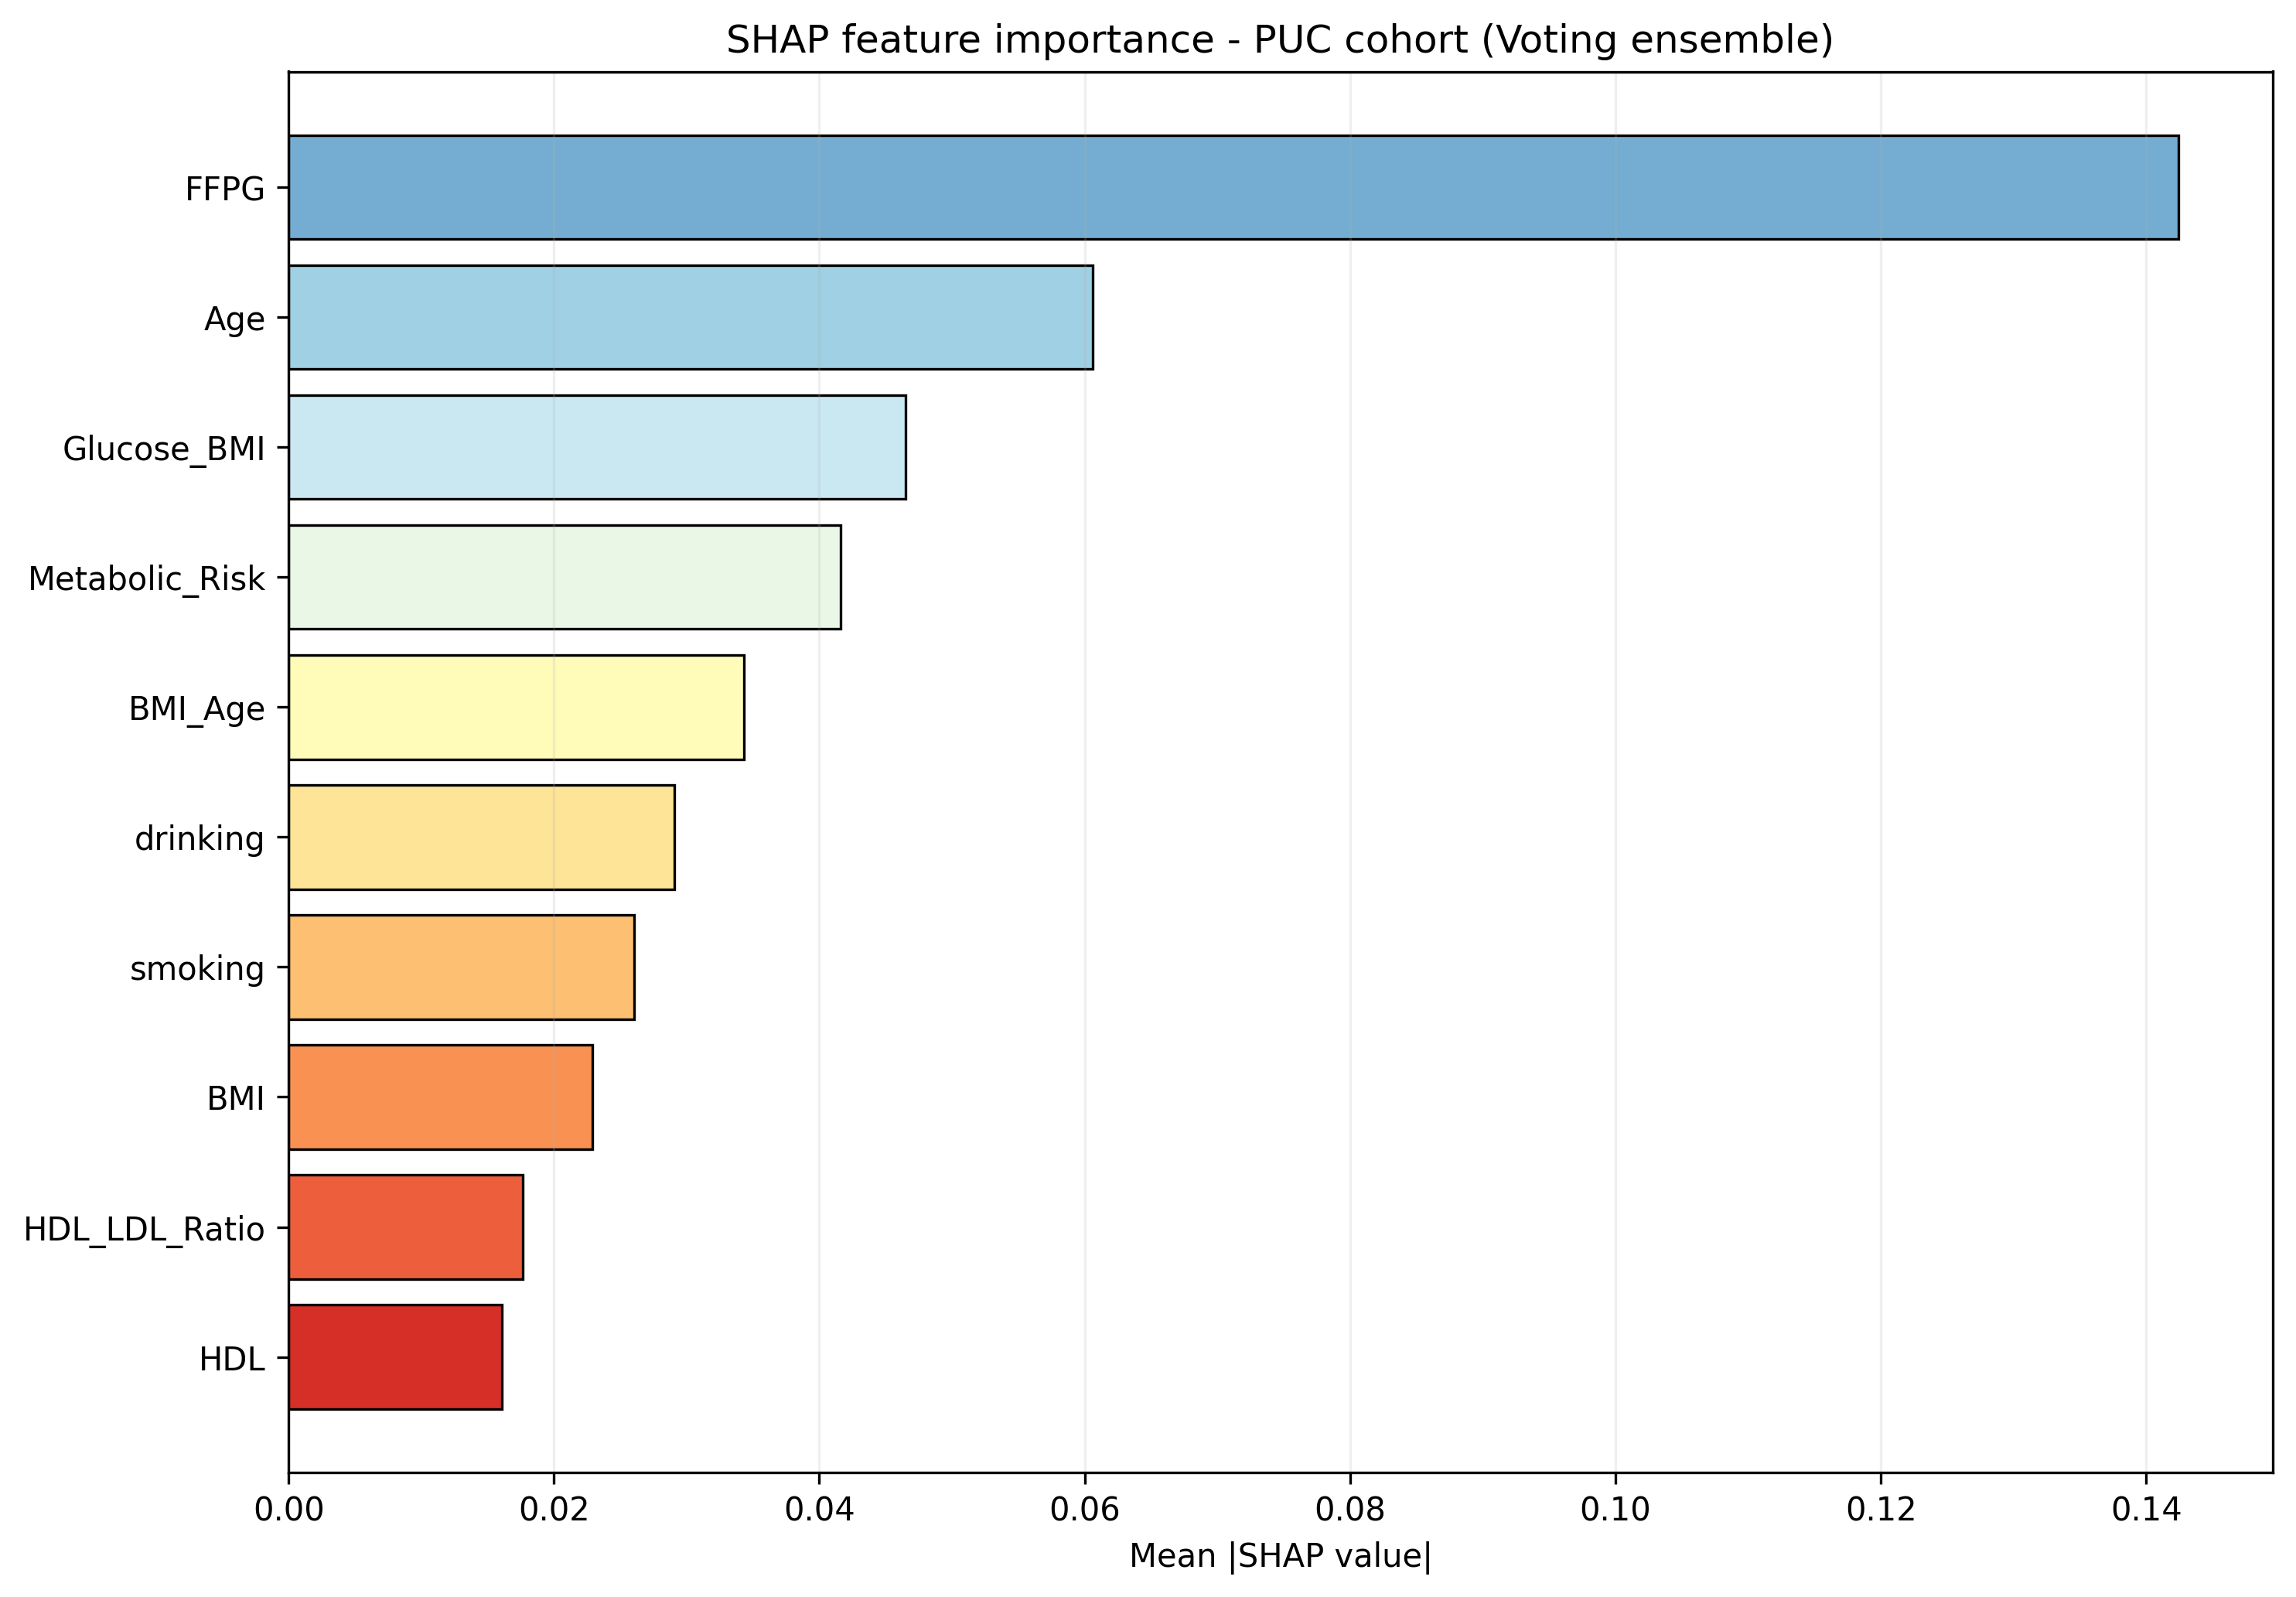 SHAP feature importance - PUC cohort (Voting ensemble)
FFPG
Age
Glucose_BMI
Metabolic_Risk
BMI_Age
drinking
smoking
BMI
HDL_LDL_Ratio
HDL
0.00 0.02 0.04 0.06 0.08 0.10 0.12 0.14
Mean |SHAP value|